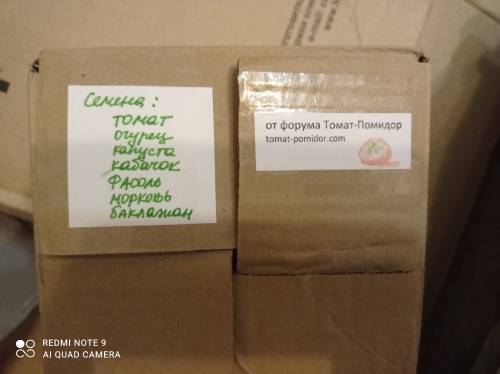 Семена:
томат
огурец
капуста
кабачок
Фасоль
морковь
баклажан
от форума Томат-Помидор
tomat-pomidor.com
REDMI NOTE 9
AI QUAD CAMERA